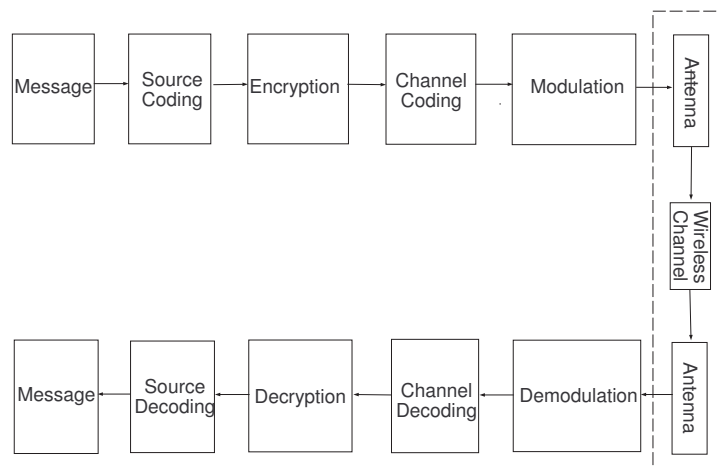 Message
Source
Coding
Encryption
Channel
Coding
Modulation
Antenna
Wireless
Channel
Message
Source
Decoding
Decryption
Channel
Decoding
Demodulation
Antenna